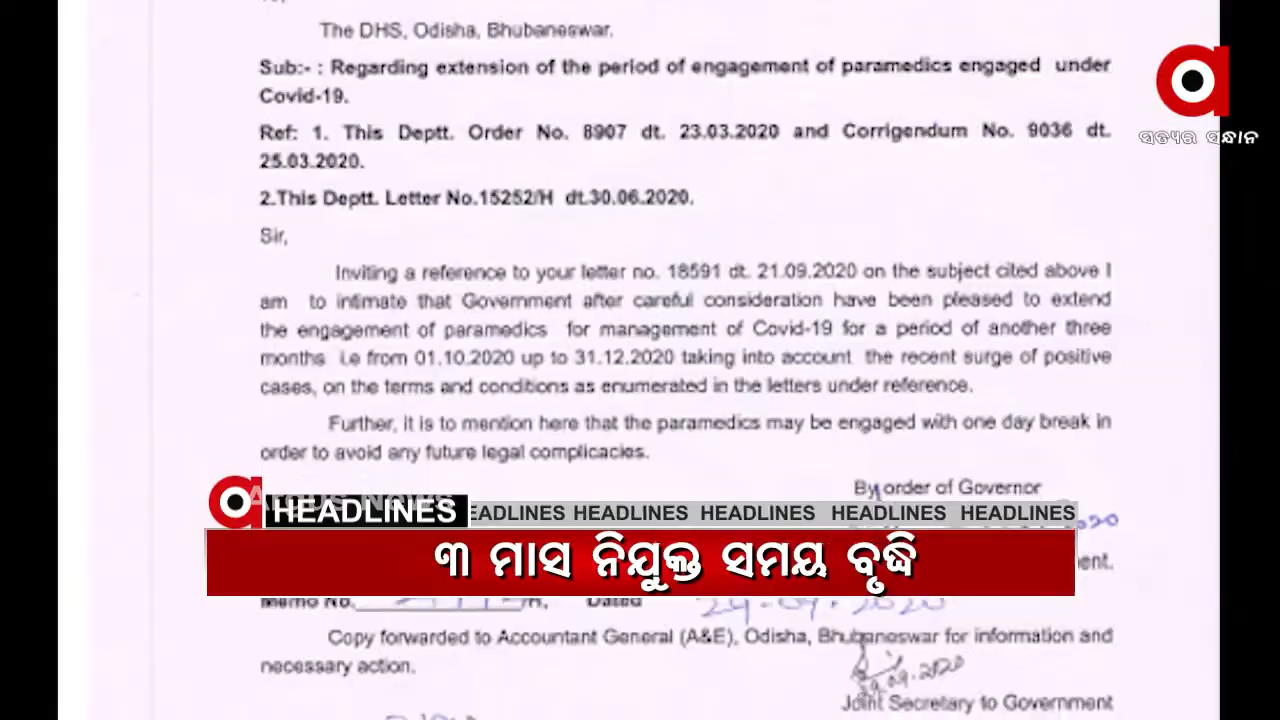 The DHS, Odisha, Bhubaneswar.
Sub:- : Regarding extension of the period of engagement of paramedics engaged under
Covid-19.
Ref: 1. This Deptt. Order No. 8907 dt. 23.03.2020 and Corrigendum No. 9036 dt.
25.03.2020.
2.This Deptt. Letter No.15252/H dt.30.06.2020.
Sir,
Inviting a reference to your letter no. 18591 dt. 21.09.2020 on the subject cited above I
am to intimate that Government after careful consideration have been pleased to extend
the engagement of paramedics for management of Covid-19 for a period of another three
months i.e from 01.10.2020 up to 31.12.2020 taking into account the recent surge of positive
cases, on the terms and conditions as enumerated in the letters under reference.
Further, it is to mention here that the paramedics may be engaged with one day break in
order to avoid any future legal complicacies.
By order of Governor
ସତ୍ୟର ସନ୍ଧାନ
Argus News
HEADLINES
HEADLINES HEADLINES HEADLINES HEADLINES HEADLINES
୩ ମାସ ନିଯୁକ୍ତ ସମୟ ବୃଦ୍ଧି
Memo No. /H, Dated
Copy forwarded to Accountant General (A&E), Odisha, Bhubaneswar for information and
necessary action.
Joint Secretary to Government